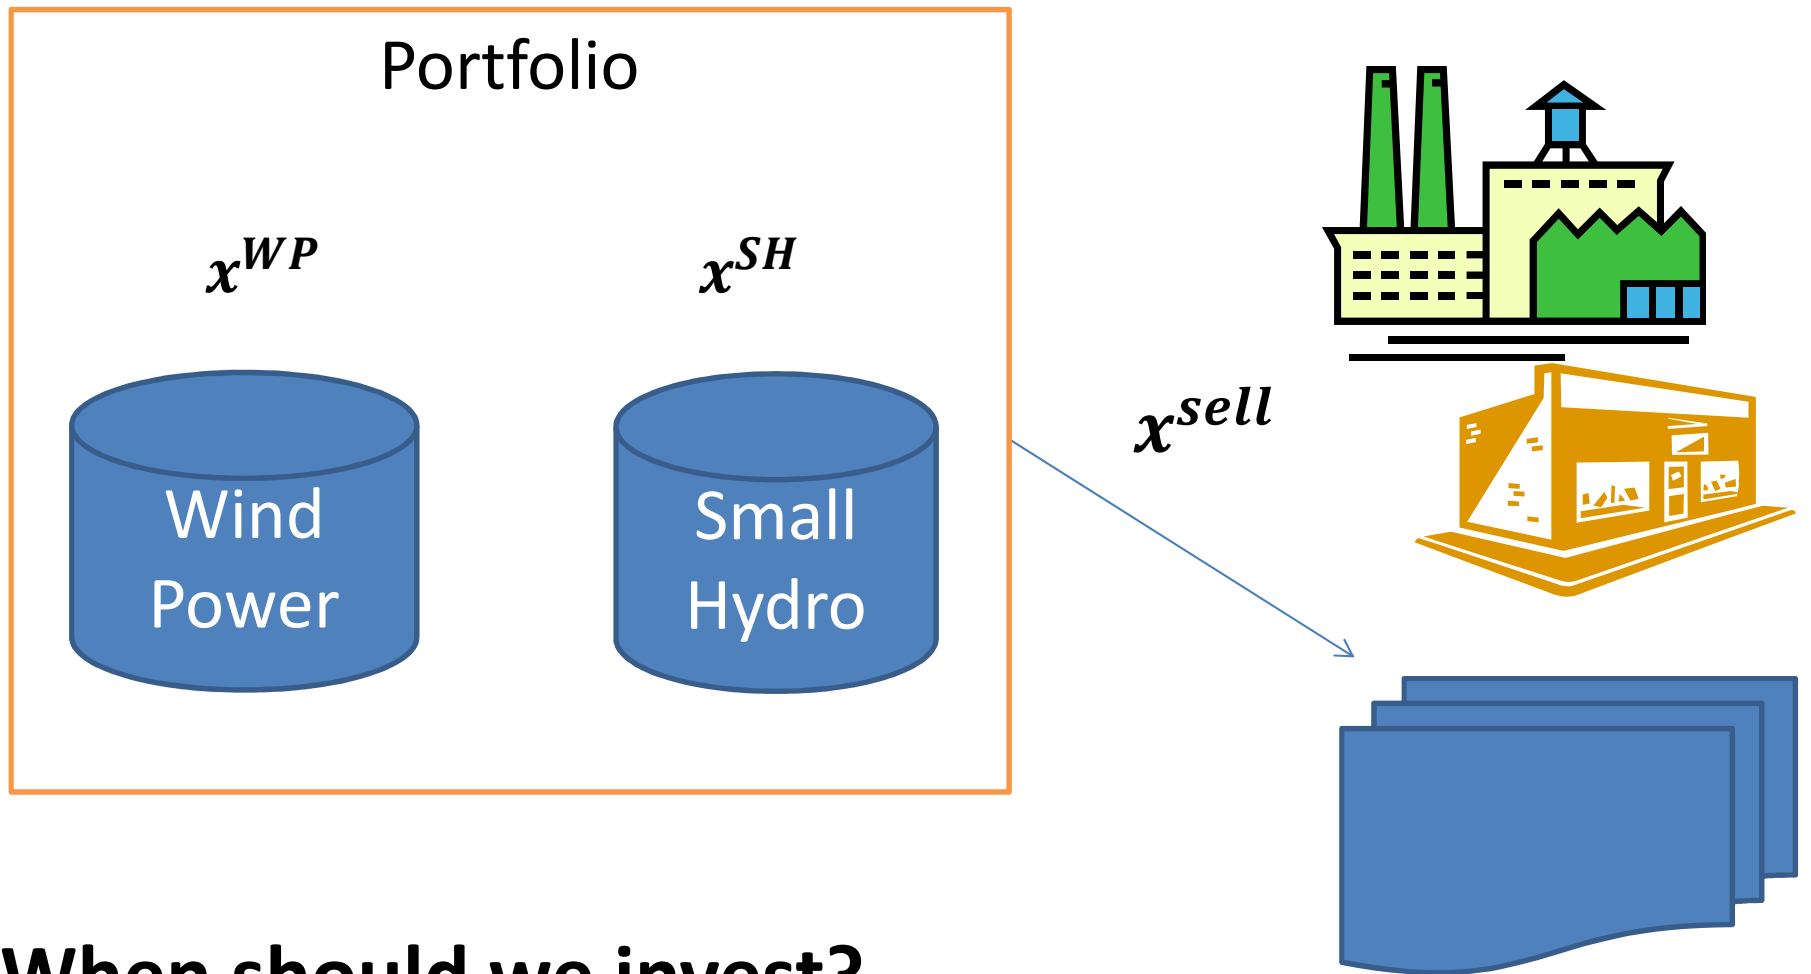 Portfolio
x^{WP}
x^{SH}
x^{sell}
Wind
Power
Small
Hydro
When should we invest?